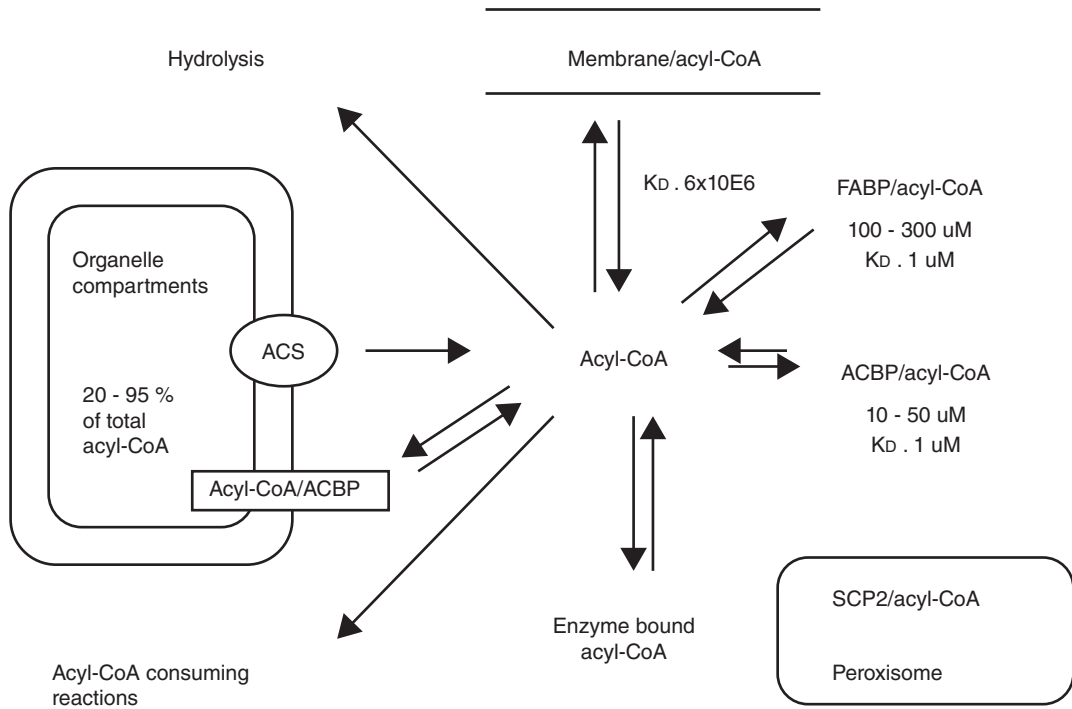 Hydrolysis
Membrane/acyl-CoA
KD . 6x10E6
FABP/acyl-CoA
100 - 300 uM
KD . 1 uM
Organelle
compartments
ACS
Acyl-CoA
ACBP/acyl-CoA
10 - 50 uM
KD . 1 uM
20 - 95 %
of total
acyl-CoA
Acyl-CoA/ACBP
Enzyme bound
acyl-CoA
SCP2/acyl-CoA
Peroxisome
Acyl-CoA consuming
reactions